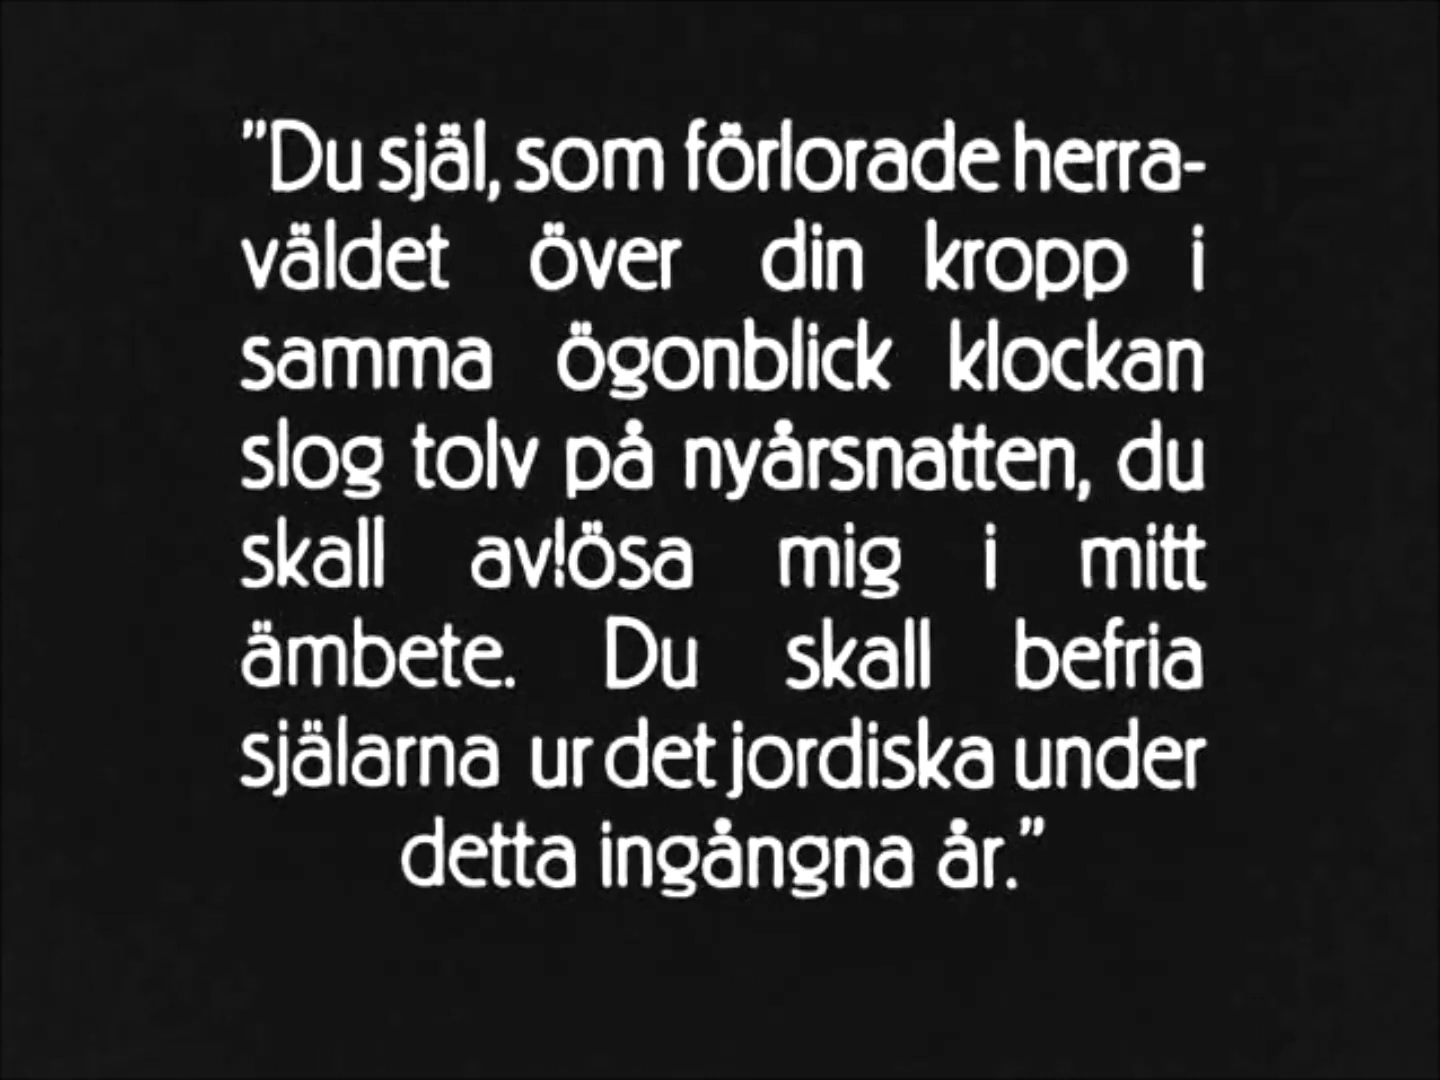 "Du själ, som förlorade herra-
väldet över din kropp i
samma ögonblick klockan
slog tolv på nyårsnatten, du
skall avlösa mig i mitt
ämbete. Du skall befria
själarna ur det jordiska under
detta ingångna år."